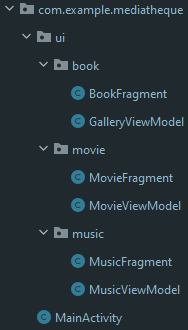 com.example.mediatheque
ui
book
BookFragment
GalleryViewModel
movie
MovieFragment
MovieViewModel
music
MusicFragment
MusicViewModel
MainActivity